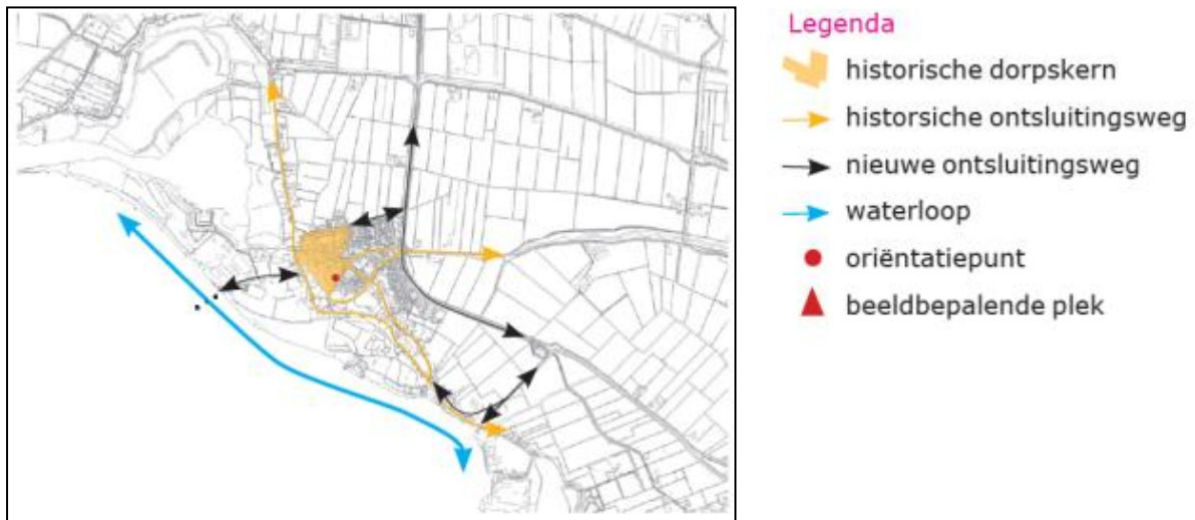 Legenda
historische dorpskern
historsiche ontsluitingsweg
nieuwe ontsluitingsweg
waterloop
oriëntatiepunt
beeldbepalende plek